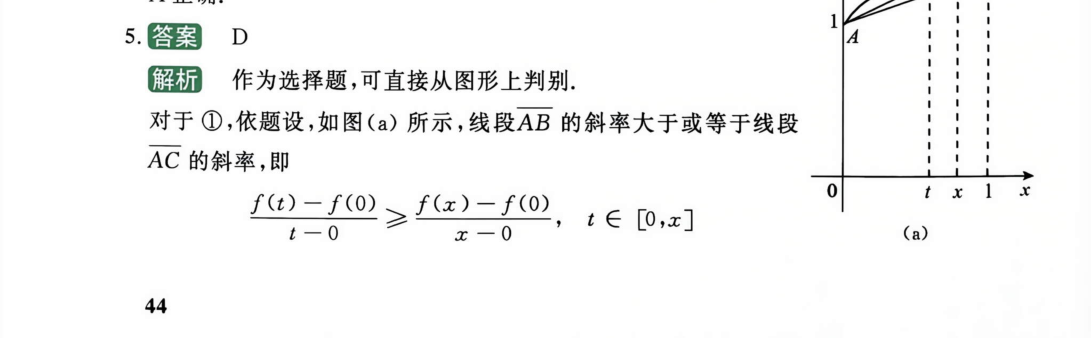 5. 答案 D
解析 作为选择题,可直接从图形上判别.
对于 ①,依题设,如图(a) 所示,线段\overline{AB} 的斜率大于或等于线段
\overline{AC} 的斜率,即
\frac{f(t)-f(0)}{t-0} ⩾ \frac{f(x)-f(0)}{x-0}, t ∈ [0,x]
1
A
0 t x 1 x
(a)
44